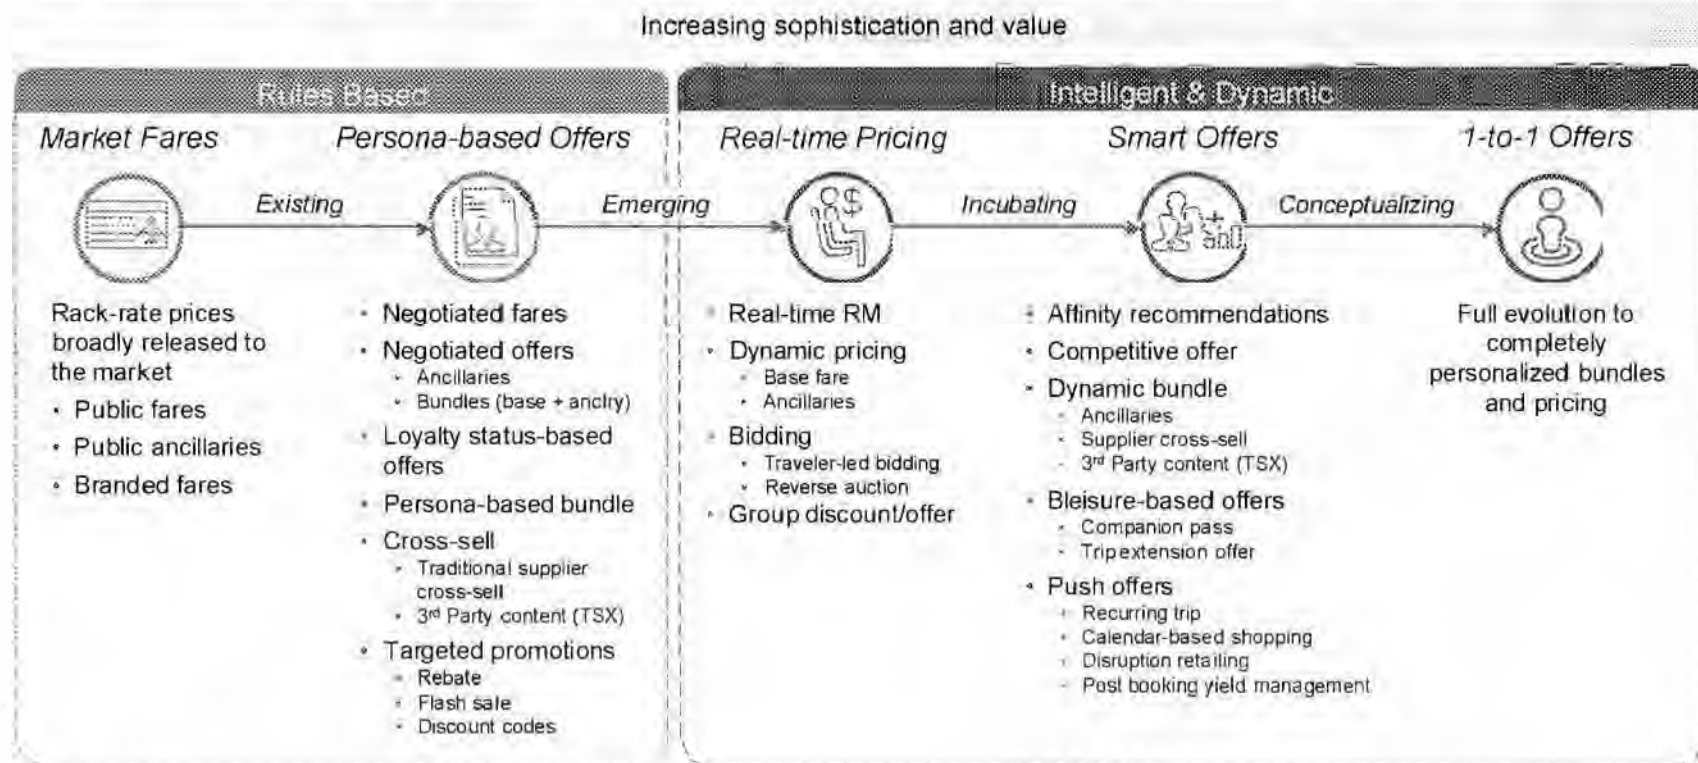 Increasing sophistication and value
Rules Based
Market Fares
Persona-based Offers
Existing
Emerging
Rack-rate prices
broadly released to
the market
• Public fares
• Public ancillaries
• Branded fares
• Negotiated fares
• Negotiated offers
• Ancillaries
• Bundles (base + anclry)
• Loyalty status-based
offers
• Persona-based bundle
• Cross-sell
• Traditional supplier
cross-sell
• 3rd Party content (TSX)
• Targeted promotions
• Rebate
• Flash sale
• Discount codes
Intelligent & Dynamic
Real-time Pricing
Smart Offers
1-to-1 Offers
$
Incubating
Conceptualizing
• Real-time RM
• Dynamic pricing
• Base fare
• Ancillaries
• Bidding
• Traveler-led bidding
• Reverse auction
• Group discount/offer
• Affinity recommendations
• Competitive offer
• Dynamic bundle
• Ancillaries
• Supplier cross-sell
• 3rd Party content (TSX)
• Bleisure-based offers
• Companion pass
• Trip extension offer
• Push offers
• Recurring trip
• Calendar-based shopping
• Disruption retailing
• Post booking yield management
Full evolution to
completely
personalized bundles
and pricing